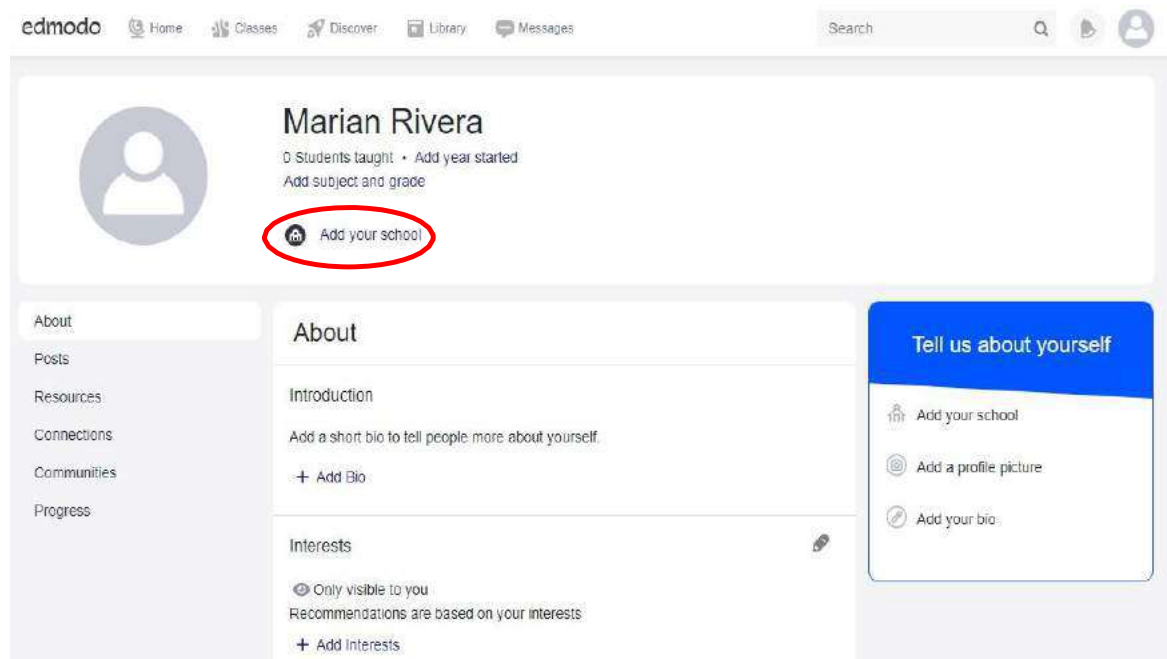 edmodo Home Classes Discover Library Messages Search
Marian Rivera
0 Students taught • Add year started
Add subject and grade
Add your school
About
Posts
Resources
Connections
Communities
Progress
About
Introduction
Add a short bio to tell people more about yourself.
+ Add Bio
Interests
Only visible to you
Recommendations are based on your interests
+ Add Interests
Tell us about yourself
Add your school
Add a profile picture
Add your bio